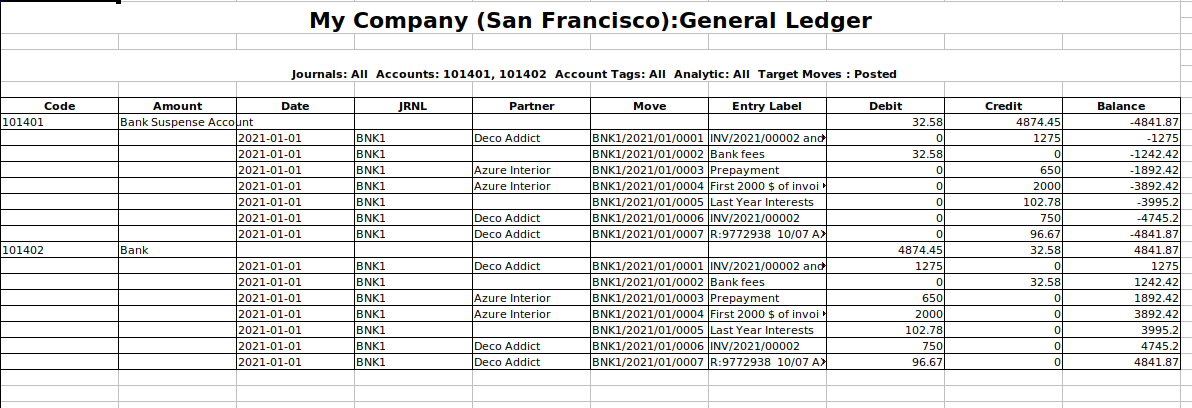 My Company (San Francisco):General Ledger
Journals: All Accounts: 101401, 101402 Account Tags: All Analytic: All Target Moves : Posted
Code Amount Date JRNL Partner Move Entry Label Debit Credit Balance
101401 Bank Suspense Account 32.58 4874.45 -4841.87
2021-01-01 BNK1 Deco Addict BNK1/2021/01/0001 INV/2021/00002 and 0 1275 -1275
2021-01-01 BNK1 BNK1/2021/01/0002 Bank fees 32.58 0 -1242.42
2021-01-01 BNK1 Azure Interior BNK1/2021/01/0003 Prepayment 0 650 -1892.42
2021-01-01 BNK1 Azure Interior BNK1/2021/01/0004 First 2000 $ of invoi 0 2000 -3892.42
2021-01-01 BNK1 BNK1/2021/01/0005 Last Year Interests 0 102.78 -3995.2
2021-01-01 BNK1 Deco Addict BNK1/2021/01/0006 INV/2021/00002 0 750 -4745.2
2021-01-01 BNK1 Deco Addict BNK1/2021/01/0007 R:9772938 10/07 AX 0 96.67 -4841.87
101402 Bank 4874.45 32.58 4841.87
2021-01-01 BNK1 Deco Addict BNK1/2021/01/0001 INV/2021/00002 and 1275 0 1275
2021-01-01 BNK1 BNK1/2021/01/0002 Bank fees 0 32.58 1242.42
2021-01-01 BNK1 Azure Interior BNK1/2021/01/0003 Prepayment 650 0 1892.42
2021-01-01 BNK1 Azure Interior BNK1/2021/01/0004 First 2000 $ of invoi 2000 0 3892.42
2021-01-01 BNK1 BNK1/2021/01/0005 Last Year Interests 102.78 0 3995.2
2021-01-01 BNK1 Deco Addict BNK1/2021/01/0006 INV/2021/00002 750 0 4745.2
2021-01-01 BNK1 Deco Addict BNK1/2021/01/0007 R:9772938 10/07 AX 96.67 0 4841.87